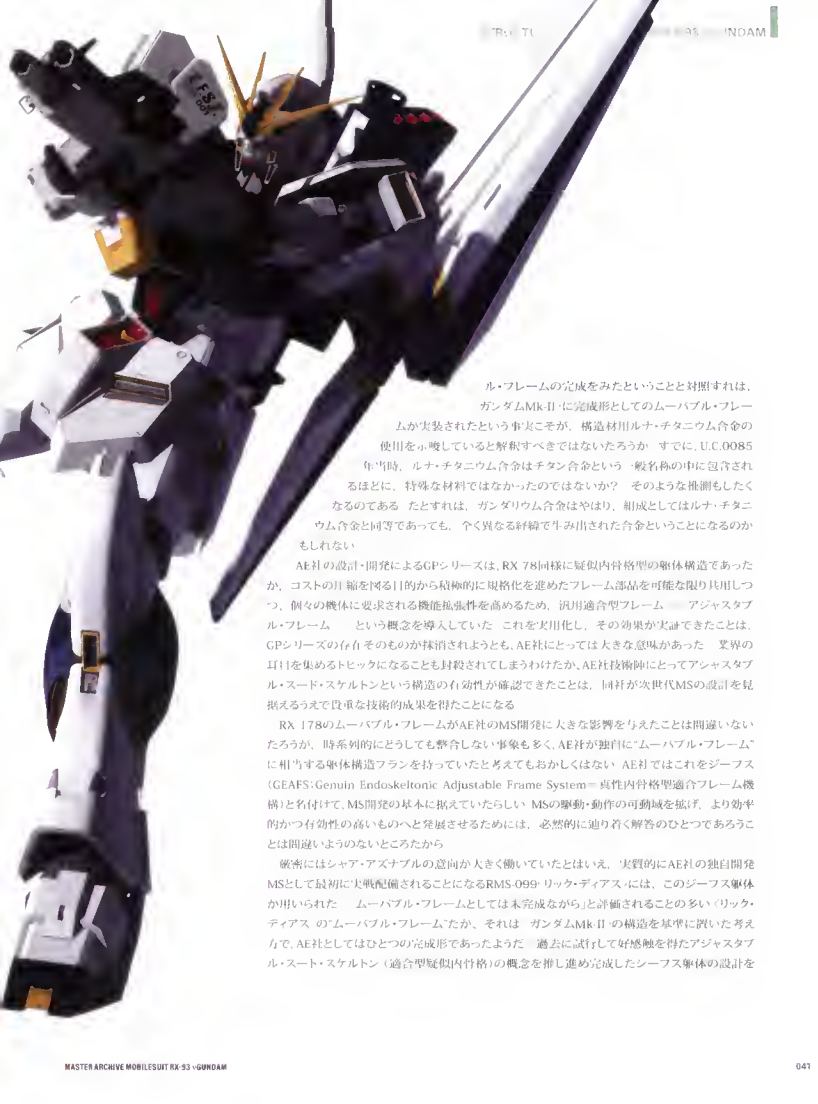 NDAM
E.F.S.F.
ル・フレームの完成をみたということと対照すれは、
ガンダムMk-II に完成形としてのムーバブル・フレー
ムか実装されたという事実こそが、構造材用ルナ・チタニウム合金の
使用を示唆していると解釈すべきではないたろうか すでに、U.C.0085
年当時、ルナ・チタニウム合金はチタン合金という一般名称の中に包含され
るほどに、特殊な材料ではなかったのではないか? そのような推測もしたく
なるのである たとすれは、ガンダリウム合金はやはり、組成としてはルナ・チタニ
ウム合金と同等であっても、全く異なる経緯で生み出された合金ということになるのか
もしれない
AE社の設計・開発によるGPシリーズは、RX 78同様に疑似内骨格型の躯体構造であった
か、コストの圧縮を図る目的から積極的に規格化を進めたフレーム部品を可能な限り共用しつ
つ、個々の機体に要求される機能拡張性を高めるため、汎用適合型フレーム アジャスタブ
ル・フレーム という概念を導入していた これを実用化し、その効果か実証できたことは、
GPシリーズの存在そのものか抹消されようとも、AE社にとっては大きな意味かあった 業界の
耳目を集めるトピックになることも封殺されてしまうわけたか、AE社技術陣にとってアシャスタブ
ル・スード・スケルトンという構造の有効性が確認できたことは、同社が次世代MSの設計を見
据えるうえで貴重な技術的成果を得たことになる
RX 178のムーバブル・フレームがAE社のMS開発に大きな影響を与えたことは間違いない
たろうが、時系列的にとうしても整合しない事象も多く、AE社が独自に"ムーバブル・フレーム"
に相当する躯体構造フランを持っていたと考えてもおかしくはない AE社ではこれをジーフス
(GEAFS:Genuin Endoskeltonic Adjustable Frame System=真性内骨格型適合フレーム機
構)と名付けて、MS開発の基本に据えていたらしい MSの駆動・動作の可動域を拡げ、より効率
的かつ有効性の高いものへと発展させるためには、必然的に辿り着く解答のひとつであろうこ
とは間違いようのないところたから
厳密にはシャア・アズナブルの意向か大きく働いていたとはいえ、実質的にAE社の独自開発
MSとして最初に実戦配備されることになるRMS-099 リック・ディアス には、このジーフス躯体
か用いられた ムーバブル・フレームとしては未完成ながら」と評価されることの多い リック・
ディアス の"ムーバブル・フレーム"たか、それは ガンダムMk-II の構造を基準に置いた考え
方で、AE社としてはひとつの完成形であったようだ 過去に試行して好感触を得たアジャスタブ
ル・スート・スケルトン(適合型疑似内骨格)の概念を推し進め完成したシーフス躯体の設計を
MASTER ARCHIVE MOBILESUIT RX-93 νGUNDAM
041